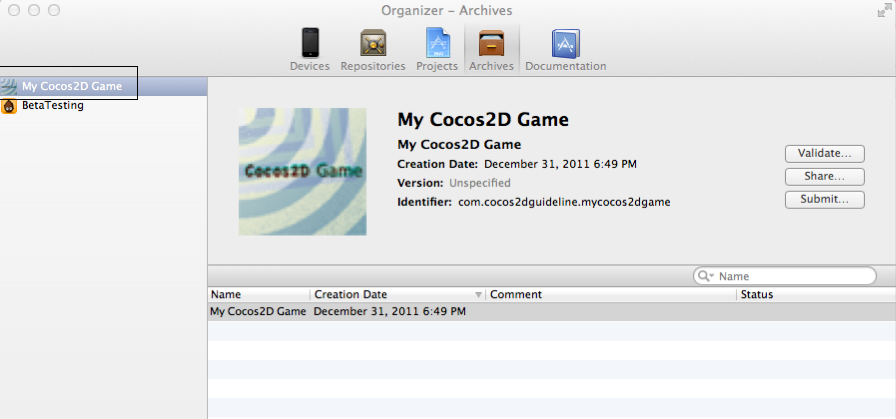 Organizer – Archives
Devices Repositories Projects Archives Documentation
My Cocos2D Game
BetaTesting
Cocos2D Game
My Cocos2D Game
My Cocos2D Game
Creation Date: December 31, 2011 6:49 PM
Version: Unspecified
Identifier: com.cocos2dguideline.mycocos2dgame
Validate...
Share...
Submit...
Name
Name Creation Date Comment Status
My Cocos2D Game December 31, 2011 6:49 PM